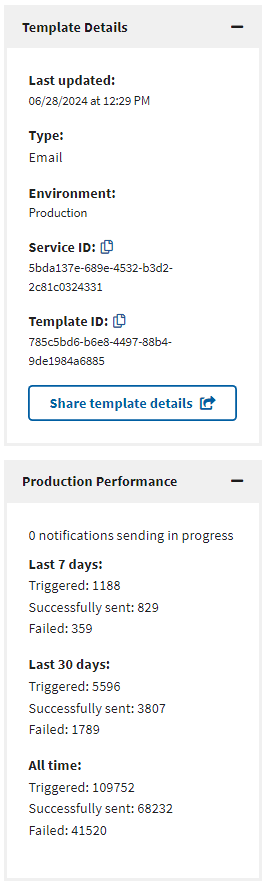 Template Details
Last updated:
06/28/2024 at 12:29 PM
Type:
Email
Environment:
Production
Service ID:
5bda137e-689e-4532-b3d2-
2c81c0324331
Template ID:
785c5bd6-b6e8-4497-88b4-
9de1984a6885
Share template details
Production Performance
0 notifications sending in progress
Last 7 days:
Triggered: 1188
Successfully sent: 829
Failed: 359
Last 30 days:
Triggered: 5596
Successfully sent: 3807
Failed: 1789
All time:
Triggered: 109752
Successfully sent: 68232
Failed: 41520